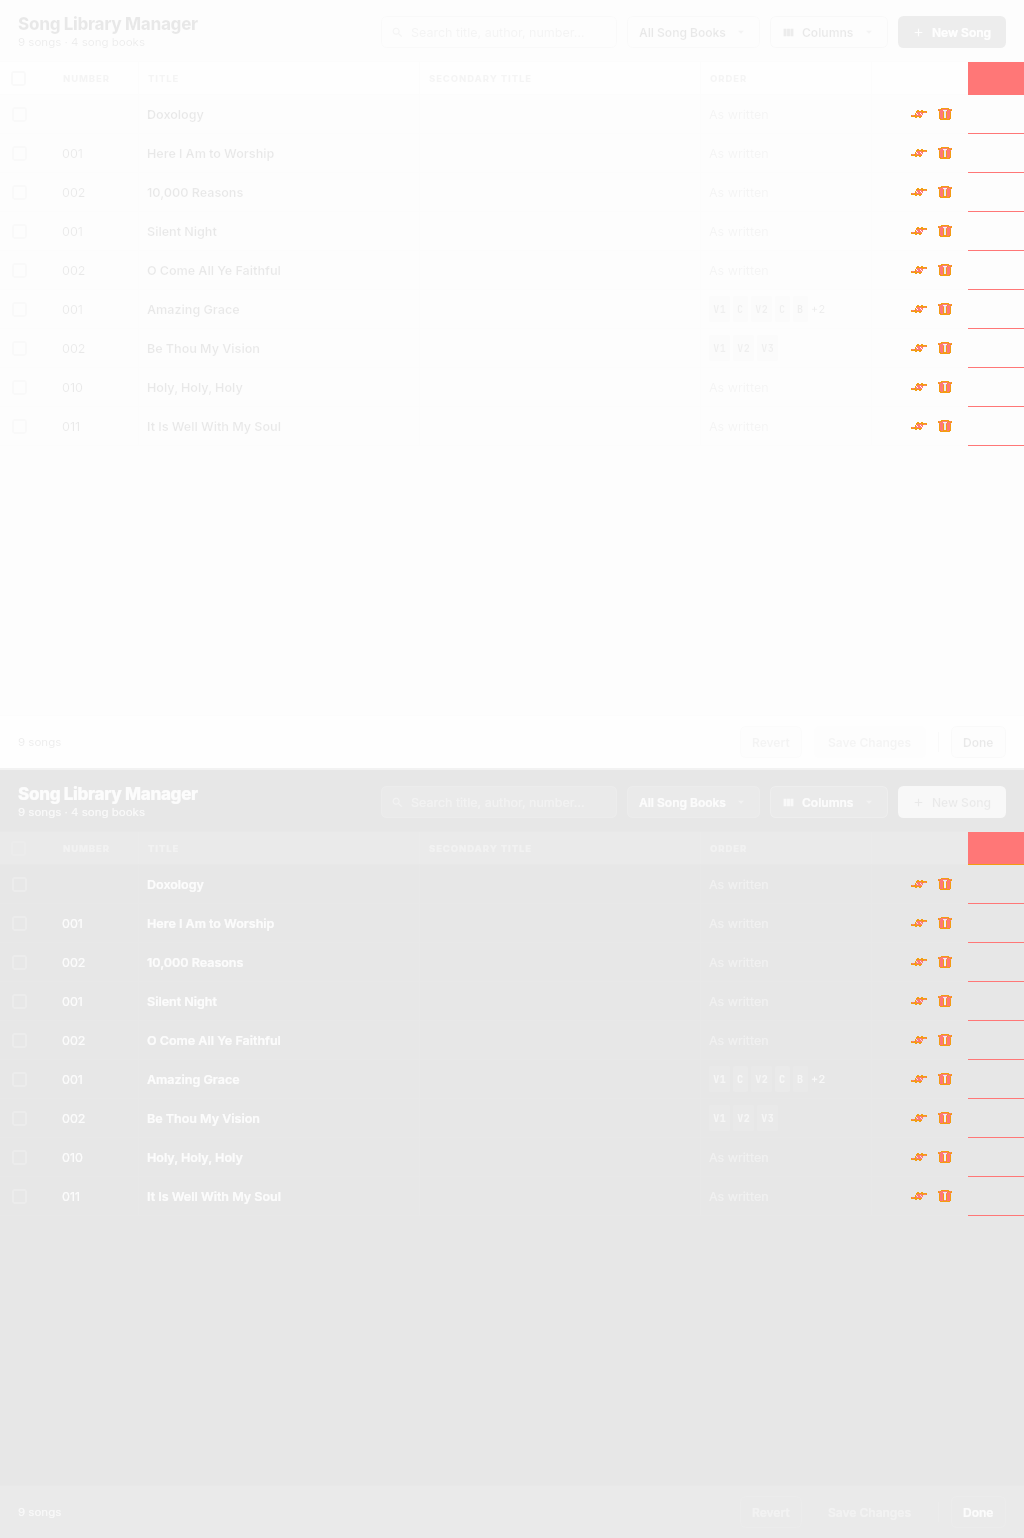 Song Library Manager
9 songs · 4 song books
Search title, author, number...
All Song Books
Columns
New Song
NUMBER TITLE SECONDARY TITLE ORDER
Doxology As written
001 Here I Am to Worship As written
002 10,000 Reasons As written
001 Silent Night As written
002 O Come All Ye Faithful As written
001 Amazing Grace V1 C V2 C B +2
002 Be Thou My Vision V1 V2 V3
010 Holy, Holy, Holy As written
011 It Is Well With My Soul As written
9 songs Revert Save Changes Done
Song Library Manager
9 songs · 4 song books
Search title, author, number...
All Song Books
Columns
New Song
NUMBER TITLE SECONDARY TITLE ORDER
Doxology As written
001 Here I Am to Worship As written
002 10,000 Reasons As written
001 Silent Night As written
002 O Come All Ye Faithful As written
001 Amazing Grace V1 C V2 C B +2
002 Be Thou My Vision V1 V2 V3
010 Holy, Holy, Holy As written
011 It Is Well With My Soul As written
9 songs Revert Save Changes Done